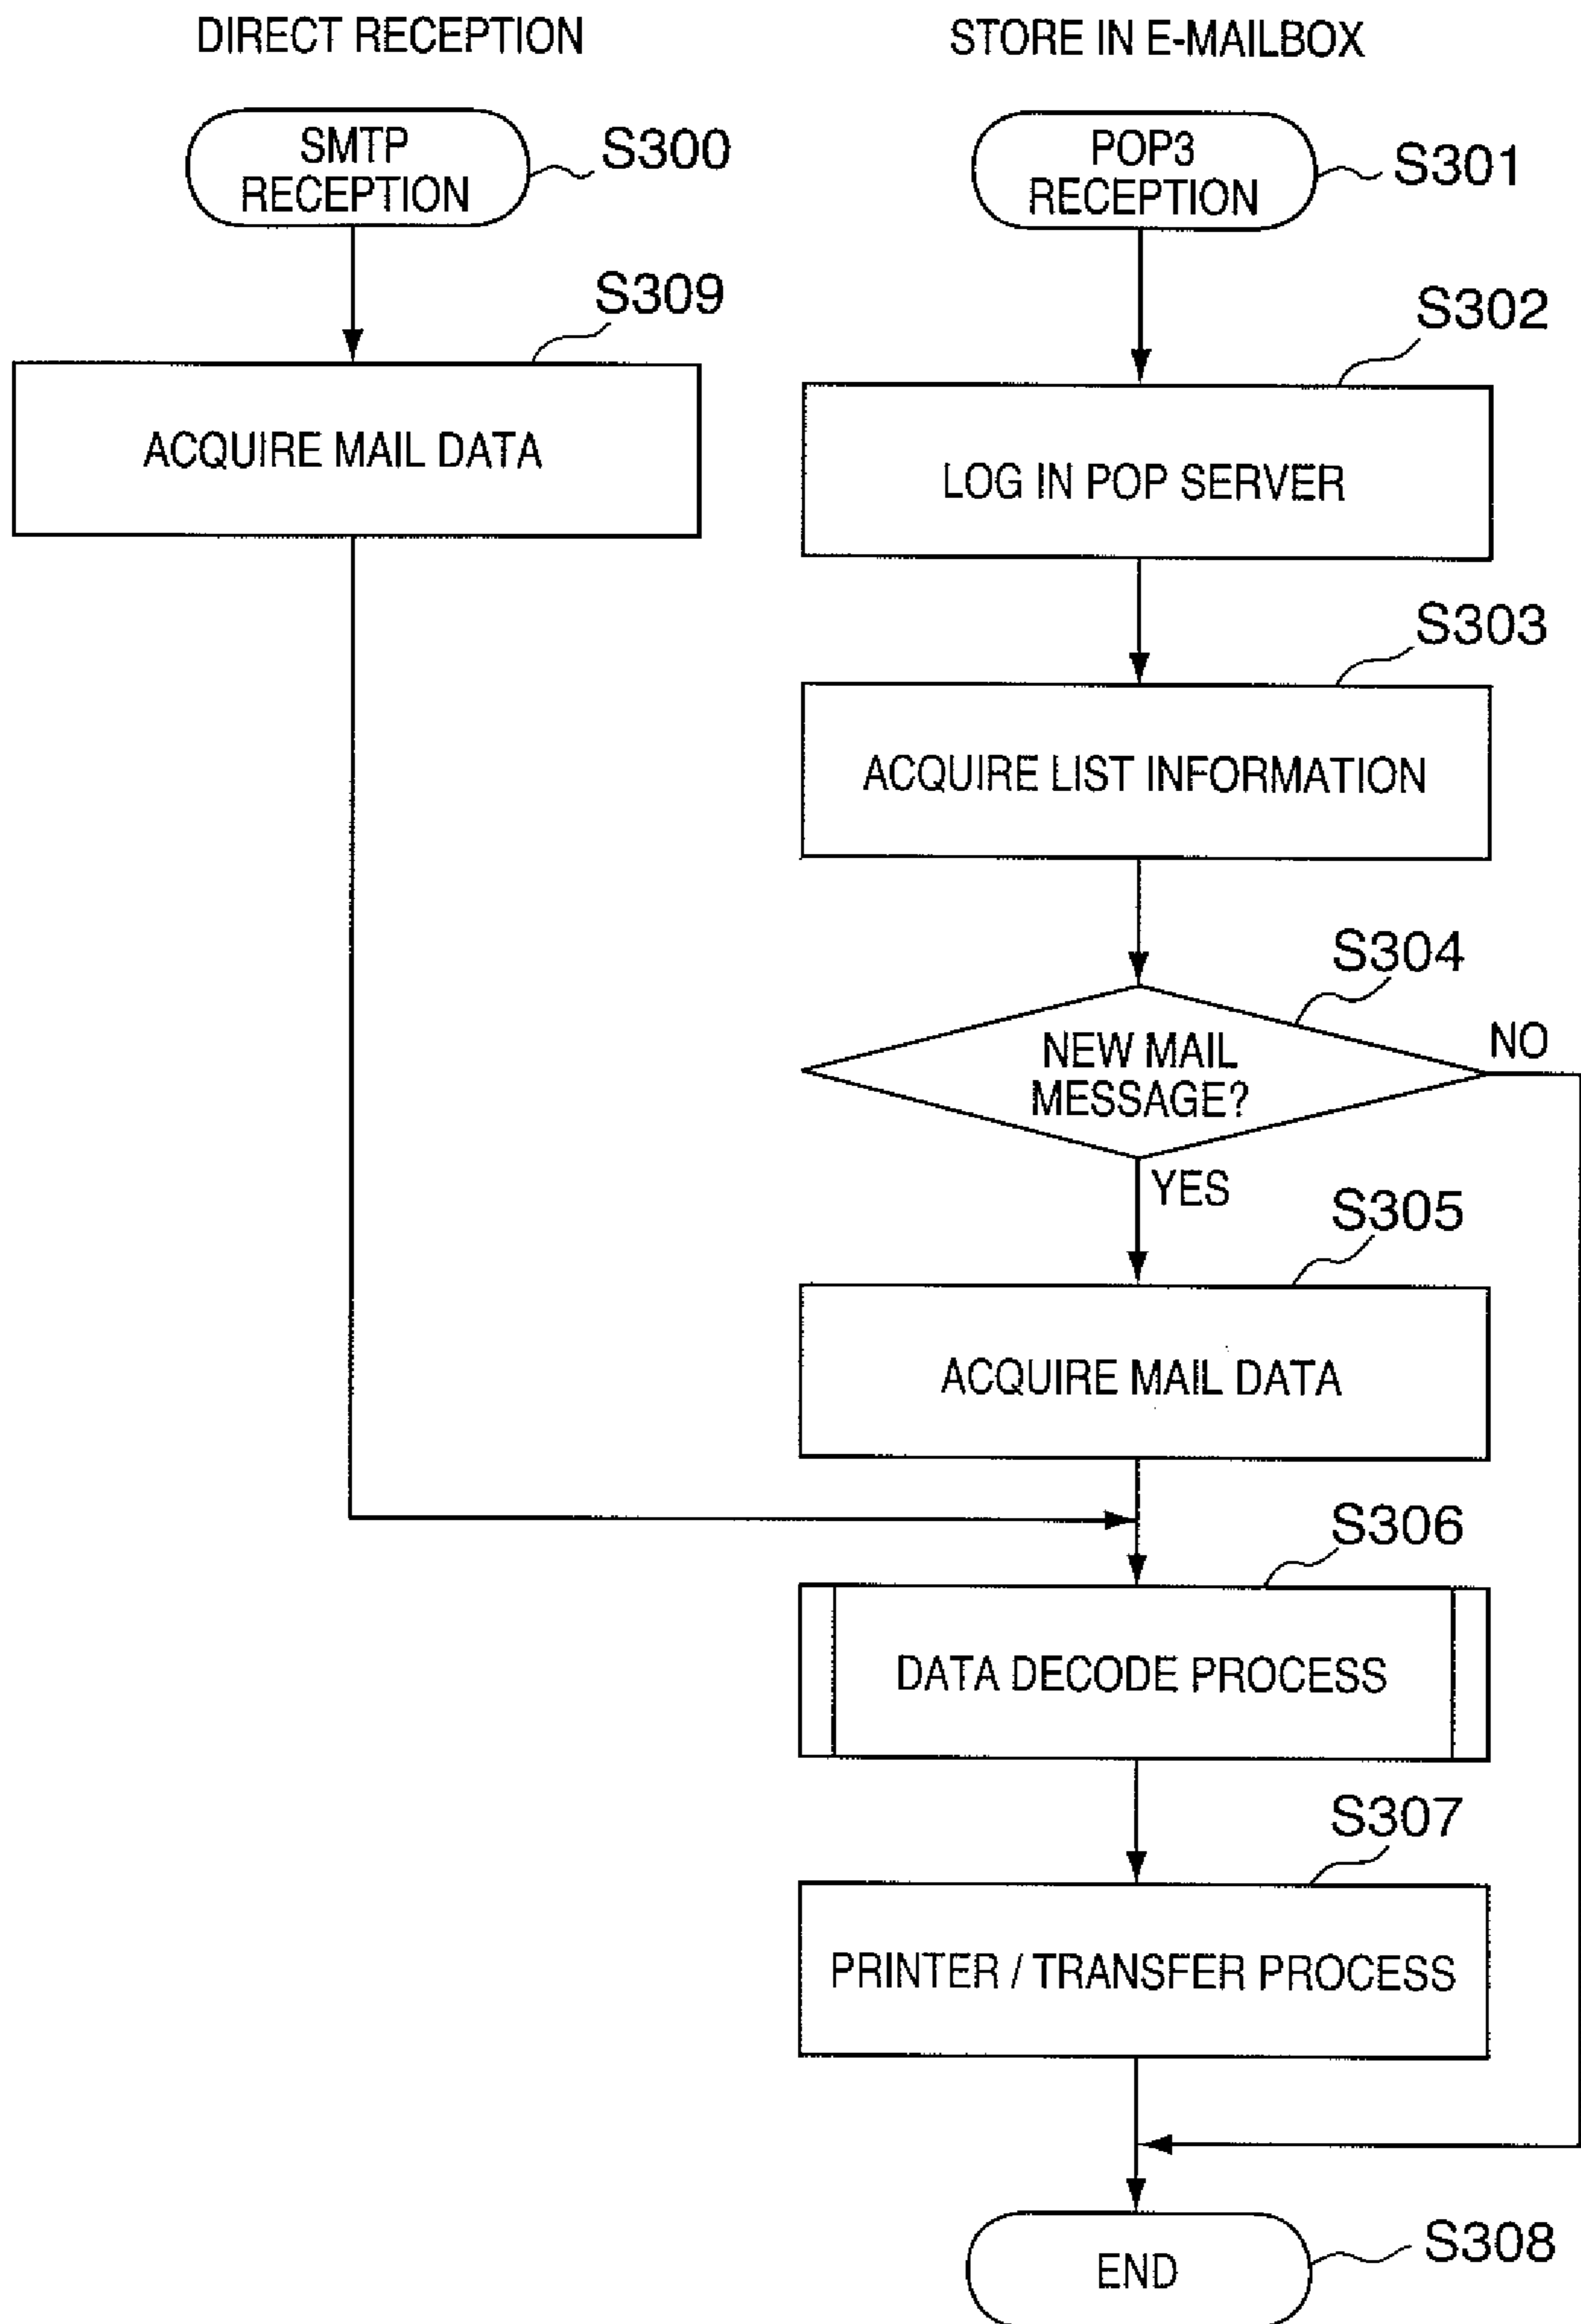 DIRECT RECEPTION
STORE IN E-MAILBOX
SMTP
RECEPTION
S300
POP3
RECEPTION
S301
S309
ACQUIRE MAIL DATA
S302
LOG IN POP SERVER
S303
ACQUIRE LIST INFORMATION
S304
NEW MAIL
MESSAGE?
NO
YES
S305
ACQUIRE MAIL DATA
S306
DATA DECODE PROCESS
S307
PRINTER / TRANSFER PROCESS
END
S308